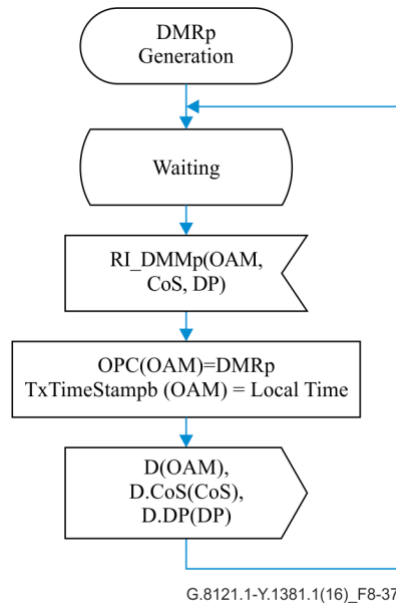 DMRp
Generation
Waiting
RI_DMMp(OAM,
CoS, DP)
OPC(OAM)=DMRp
TxTimeStampb (OAM) = Local Time
D(OAM),
D.CoS(CoS),
D.DP(DP)
G.8121.1-Y.1381.1(16)_F8-37